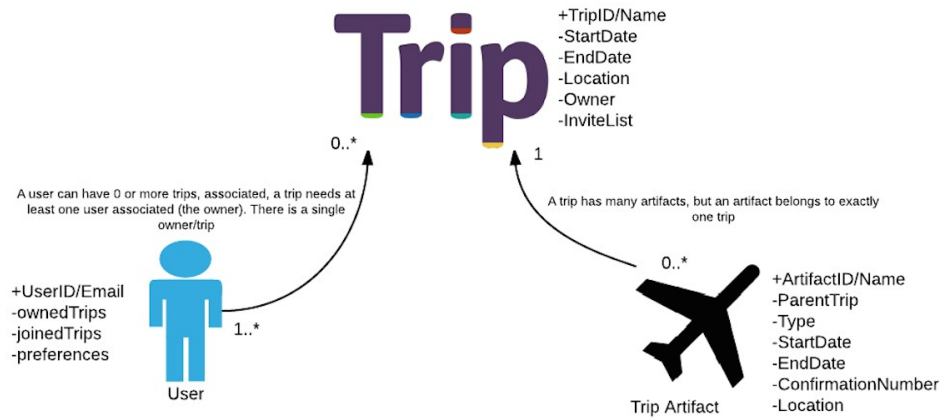 Trip
+TripID/Name
-StartDate
-EndDate
-Location
-Owner
-InviteList
0..*
1
A user can have 0 or more trips, associated, a trip needs at
least one user associated (the owner). There is a single
owner/trip
A trip has many artifacts, but an artifact belongs to exactly
one trip
+UserID/Email
-ownedTrips
-joinedTrips
-preferences
1..*
User
0..*
+ArtifactID/Name
-ParentTrip
-Type
-StartDate
-EndDate
-ConfirmationNumber
-Location
Trip Artifact